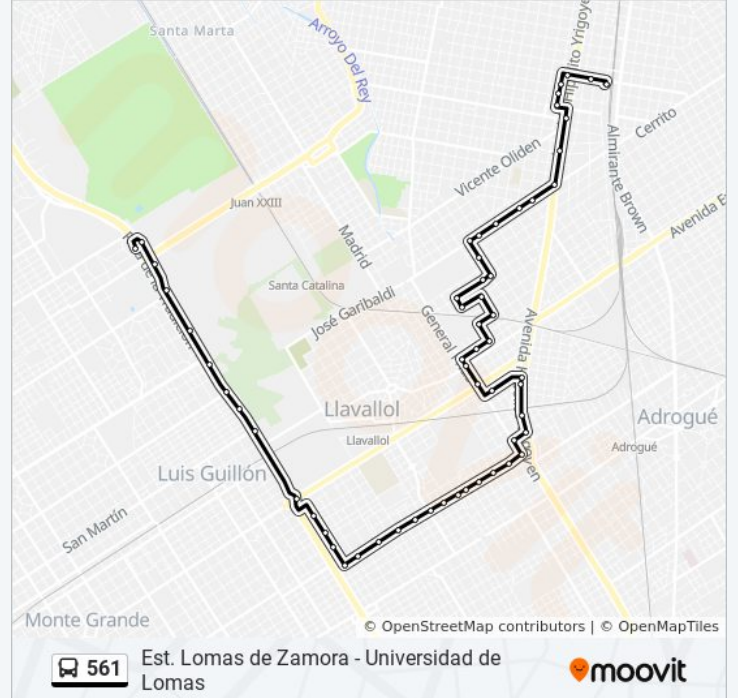 Santa Marta
Arroyo Del Rey
Hipólito Yrigoyen
Cerrito
Vicente Oliden
Almirante Brown
Juan XXIII
Madrid
Santa Catalina
José Garibaldi
General
Avenida
Llavallol
Llavallol
Adrogué
Adrogué
Luis Guillón
San Martín
Monte Grande
© OpenStreetMap contributors | © OpenMapTiles
561
Est. Lomas de Zamora - Universidad de
Lomas
moovit